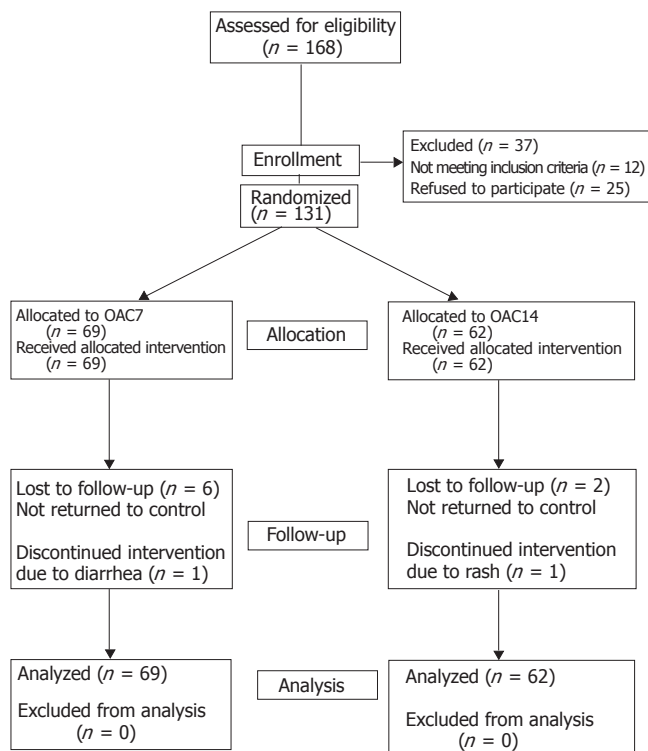 Assessed for eligibility
(n = 168)
Enrollment
Excluded (n = 37)
Not meeting inclusion criteria (n = 12)
Refused to participate (n = 25)
Randomized
(n = 131)
Allocated to OAC7
(n = 69)
Received allocated intervention
(n = 69)
Allocation
Allocated to OAC14
(n = 62)
Received allocated intervention
(n = 62)
Lost to follow-up (n = 6)
Not returned to control
Discontinued intervention
due to diarrhea (n = 1)
Follow-up
Lost to follow-up (n = 2)
Not returned to control
Discontinued intervention
due to rash (n = 1)
Analyzed (n = 69)
Excluded from analysis
(n = 0)
Analysis
Analyzed (n = 62)
Excluded from analysis
(n = 0)